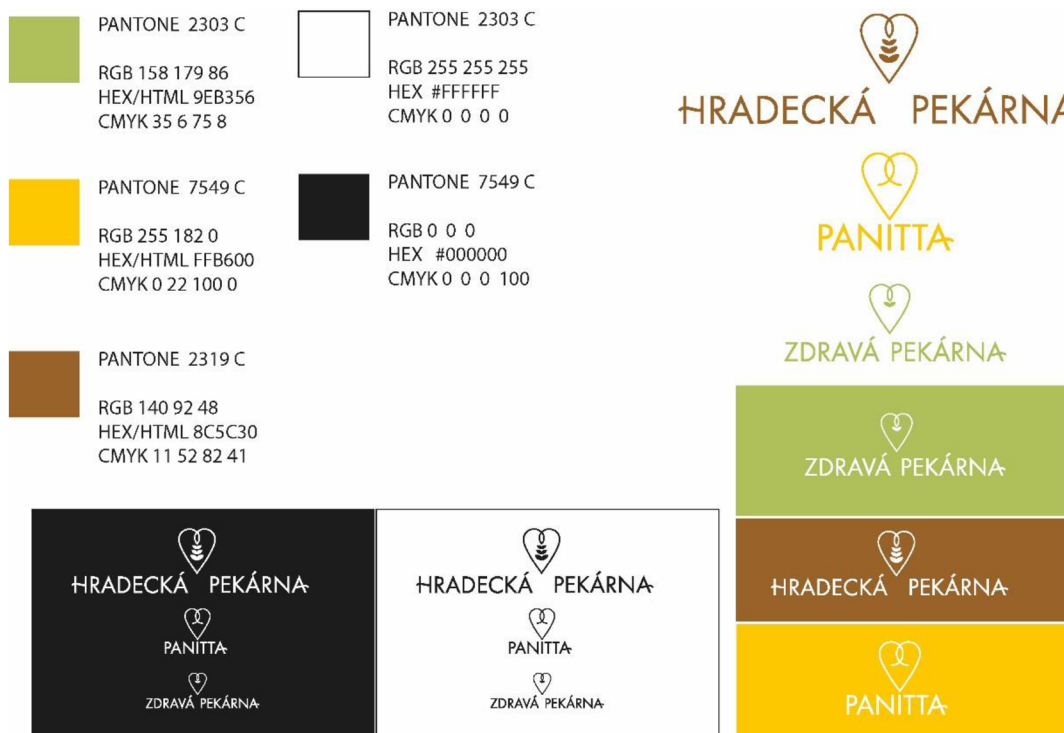 PANTONE 2303 C
RGB 158 179 86
HEX/HTML 9EB356
CMYK 35 6 75 8
PANTONE 7549 C
RGB 255 182 0
HEX/HTML FFB600
CMYK 0 22 100 0
PANTONE 2319 C
RGB 140 92 48
HEX/HTML 8C5C30
CMYK 11 52 82 41
PANTONE 2303 C
RGB 255 255 255
HEX #FFFFFF
CMYK 0 0 0 0
PANTONE 7549 C
RGB 0 0 0
HEX #000000
CMYK 0 0 0 100
HRADECKÁ PEKÁRNA
PANITTA
ZDRAVÁ PEKÁRNA
ZDRAVÁ PEKÁRNA
HRADECKÁ PEKÁRNA
PANITTA
HRADECKÁ PEKÁRNA
PANITTA
ZDRAVÁ PEKÁRNA
HRADECKÁ PEKÁRNA
PANITTA
ZDRAVÁ PEKÁRNA